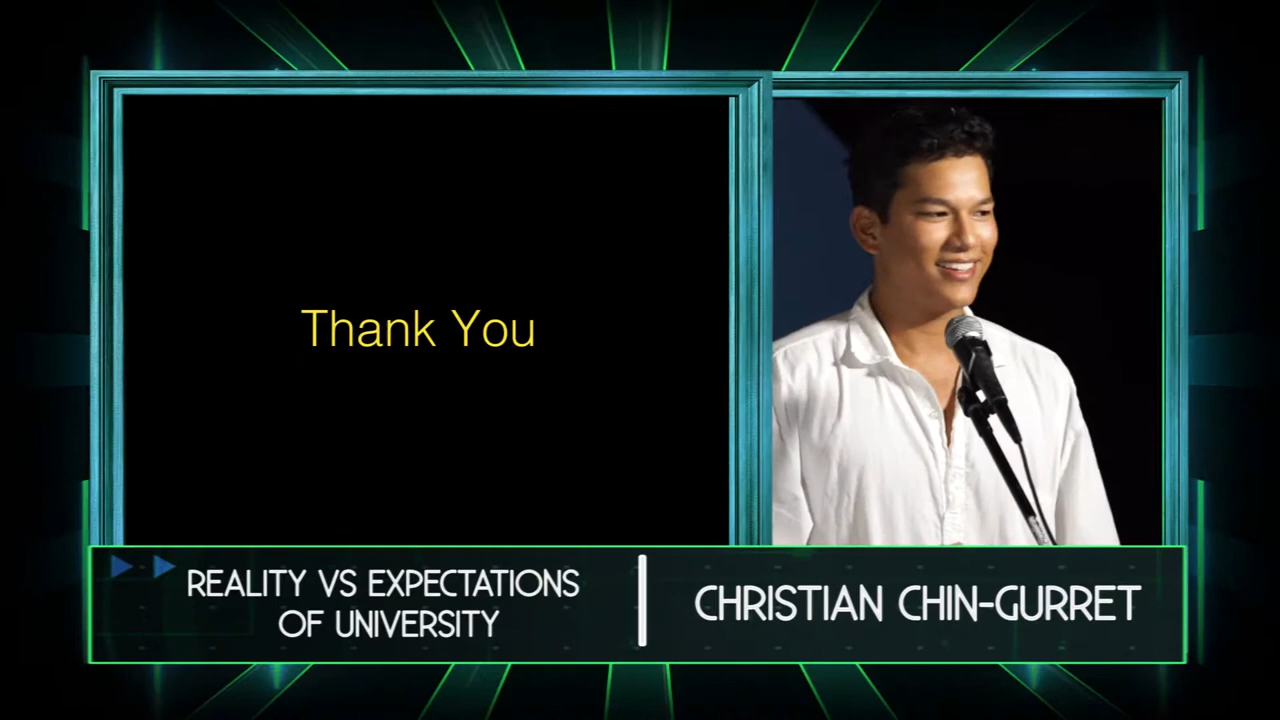 Thank You
REALITY VS EXPECTATIONS
OF UNIVERSITY
CHRISTIAN CHIN-GURRET